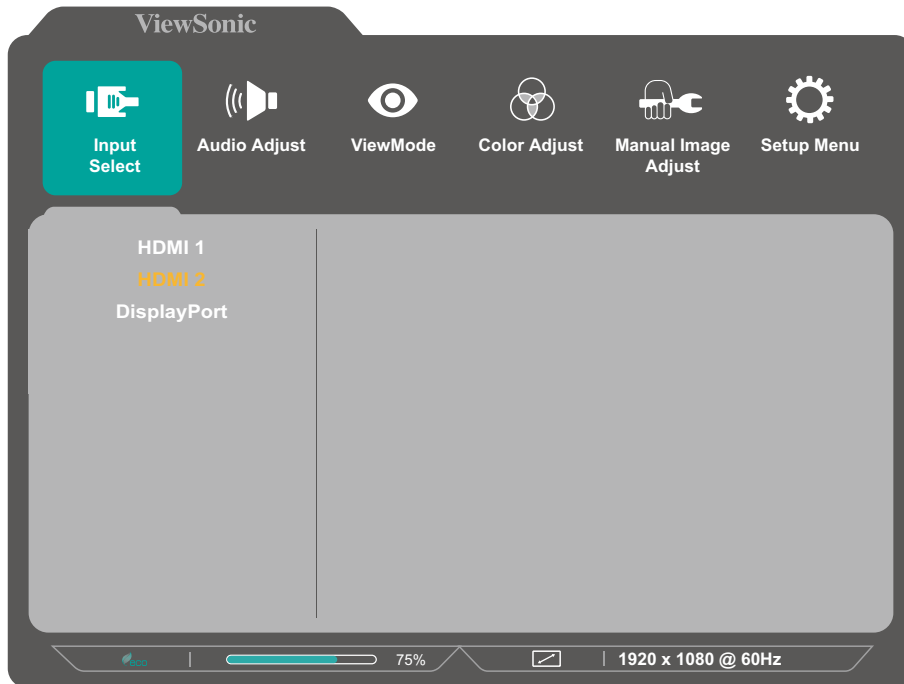 ViewSonic
Input Select
Audio Adjust
ViewMode
Color Adjust
Manual Image Adjust
Setup Menu
HDMI 1
HDMI 2
DisplayPort
eco
75%
1920 x 1080 @ 60Hz